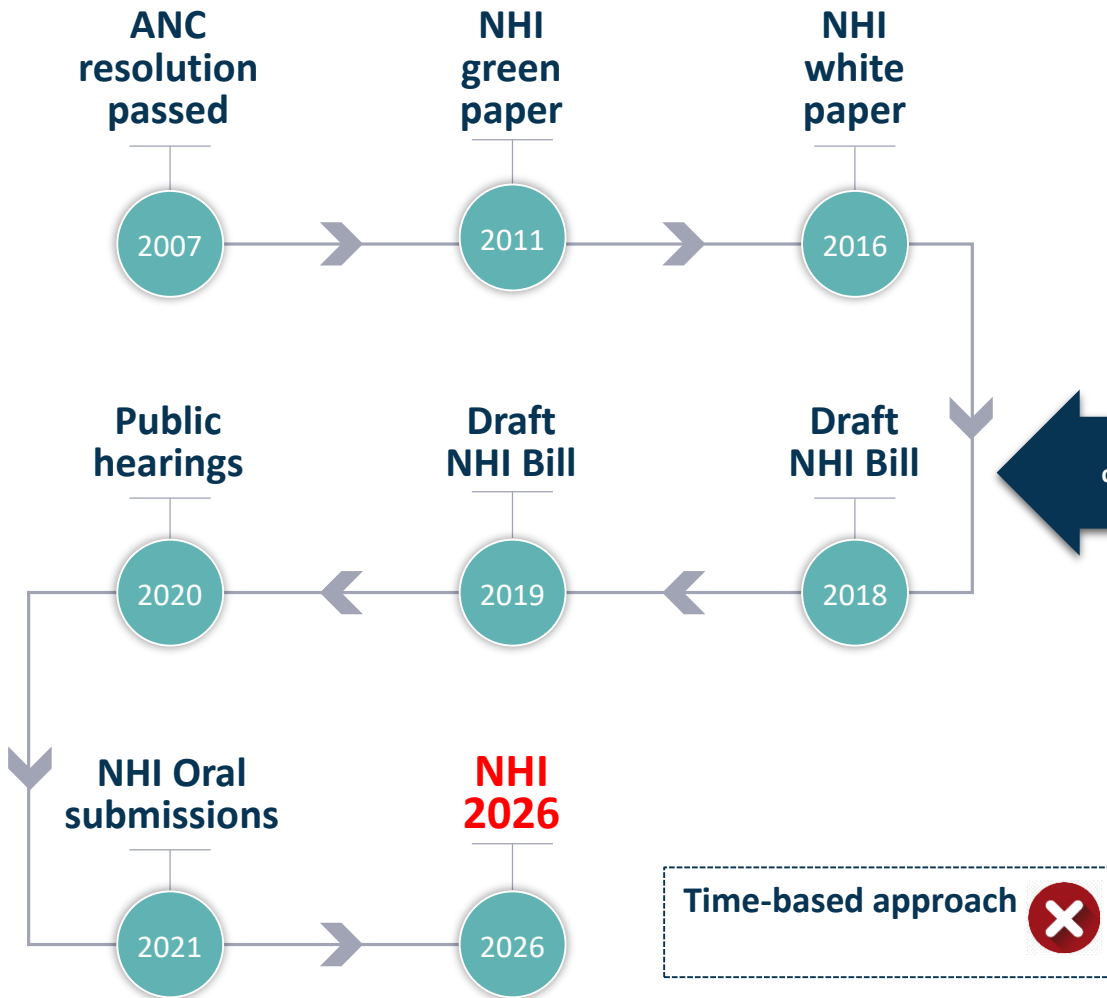 ANC
resolution
passed
NHI
green
paper
NHI
white
paper
2007
2011
2016
Public
hearings
Draft
NHI Bill
Draft
NHI Bill
2020
2019
2018
NHI Oral
submissions
NHI
2026
2021
2026
Time-based approach